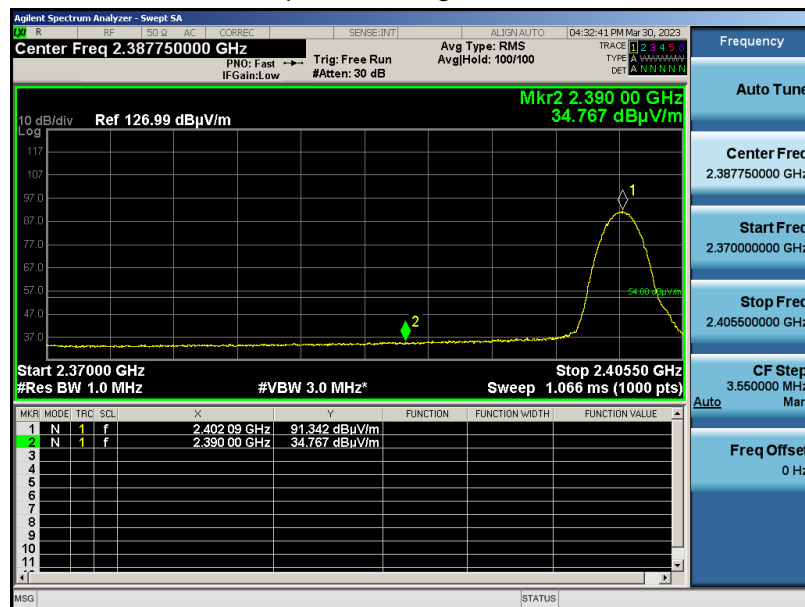 Agilent Spectrum Analyzer - Swept SA
LXI R RF 50 Ω AC CORREC SENSE:INT ALIGN AUTO 04:32:41 PM Mar 30, 2023
Center Freq 2.387750000 GHz
PNO: Fast
IFGain:Low
Trig: Free Run
#Atten: 30 dB
Avg Type: RMS
Avg|Hold: 100/100
TRACE 1 2 3 4 5 6
TYPE A WWWWW
DET A N N N N N
Mkr2 2.390 00 GHz
34.767 dBµV/m
10 dB/div Ref 126.99 dBµV/m
Log
117
107
97.0
87.0
77.0
67.0
57.0
47.0
37.0
1
2
54.00 dBµV/m
Start 2.37000 GHz Stop 2.40550 GHz
#Res BW 1.0 MHz #VBW 3.0 MHz* Sweep 1.066 ms (1000 pts)
MKR MODE TRC SCL X Y FUNCTION FUNCTION WIDTH FUNCTION VALUE
1 N 1 f 2.402 09 GHz 91.342 dBµV/m
2 N 1 f 2.390 00 GHz 34.767 dBµV/m
3
4
5
6
7
8
9
10
11
MSG STATUS
Frequency
Auto Tune
Center Freq
2.387750000 GHz
Start Freq
2.370000000 GHz
Stop Freq
2.405500000 GHz
CF Step
3.550000 MHz
Auto Man
Freq Offset
0 Hz